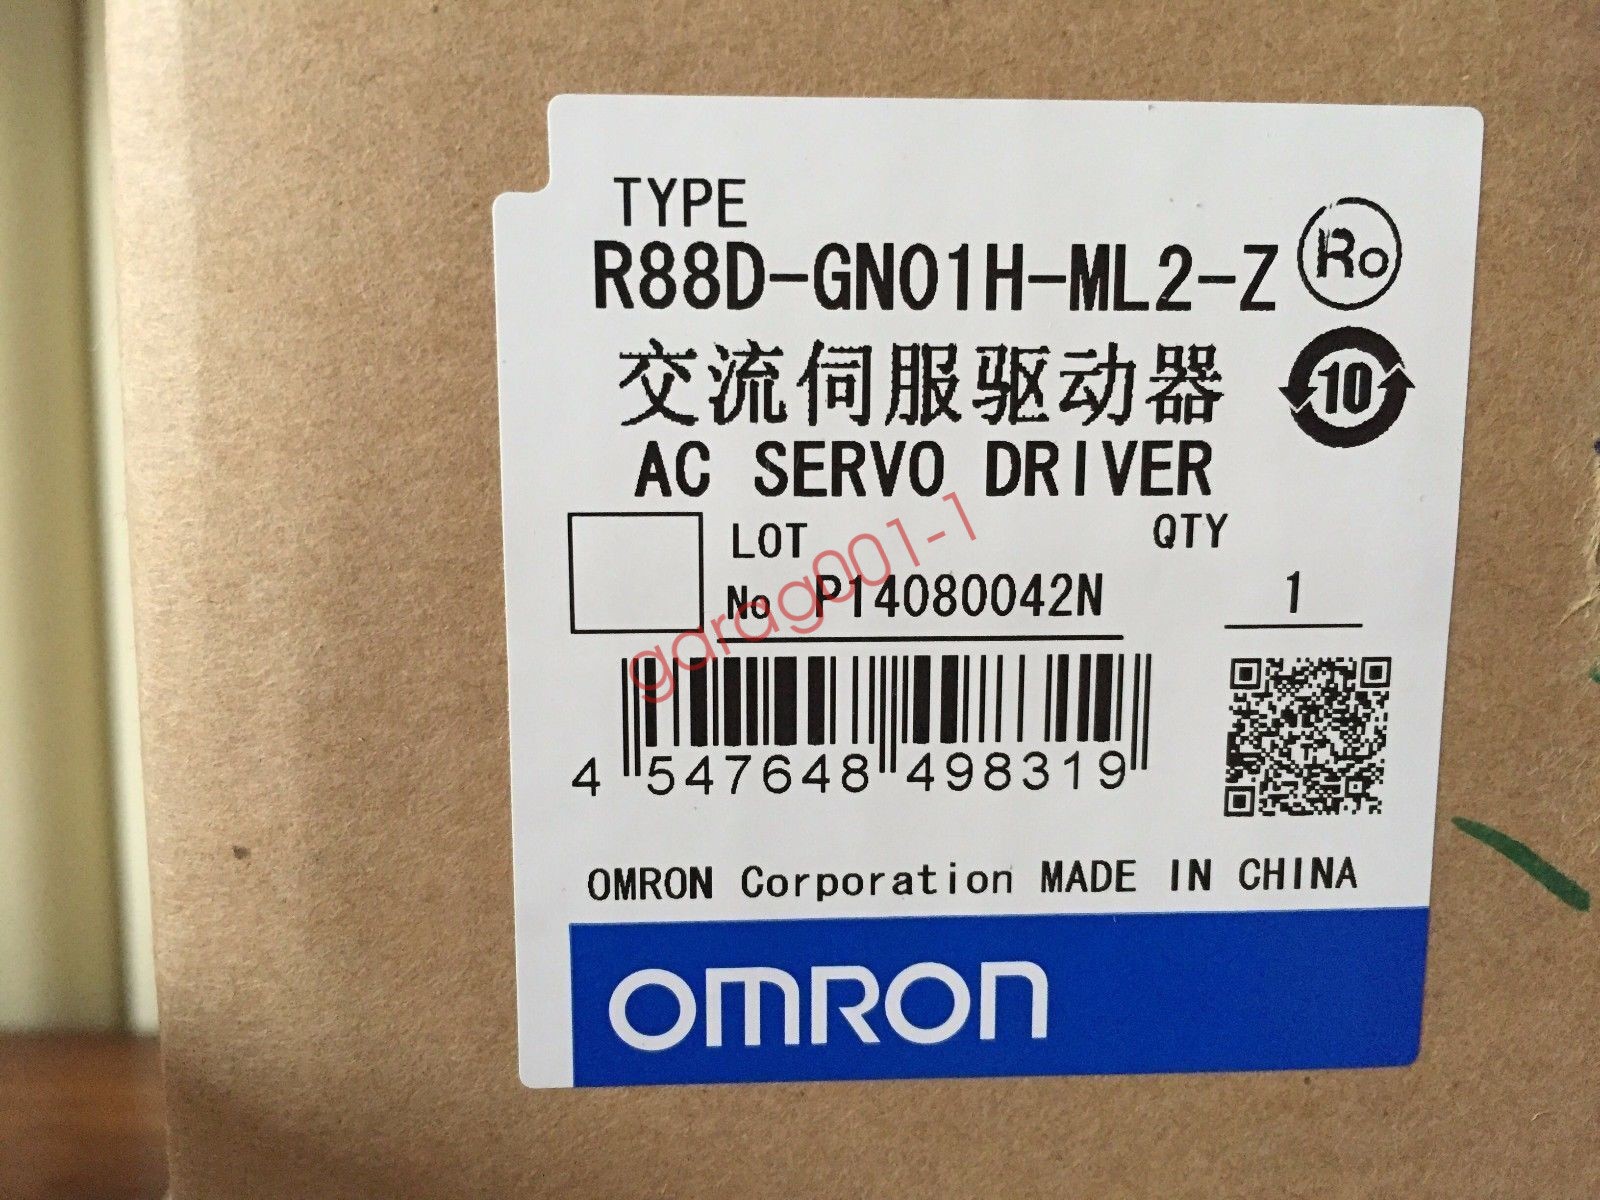 TYPE
R88D-GN01H-ML2-Z
Ro
交流伺服驱动器
10
AC SERVO DRIVER
LOT
QTY
No P14080042N
1
garag001-1
4 547648 498319
OMRON Corporation MADE IN CHINA
OMRON